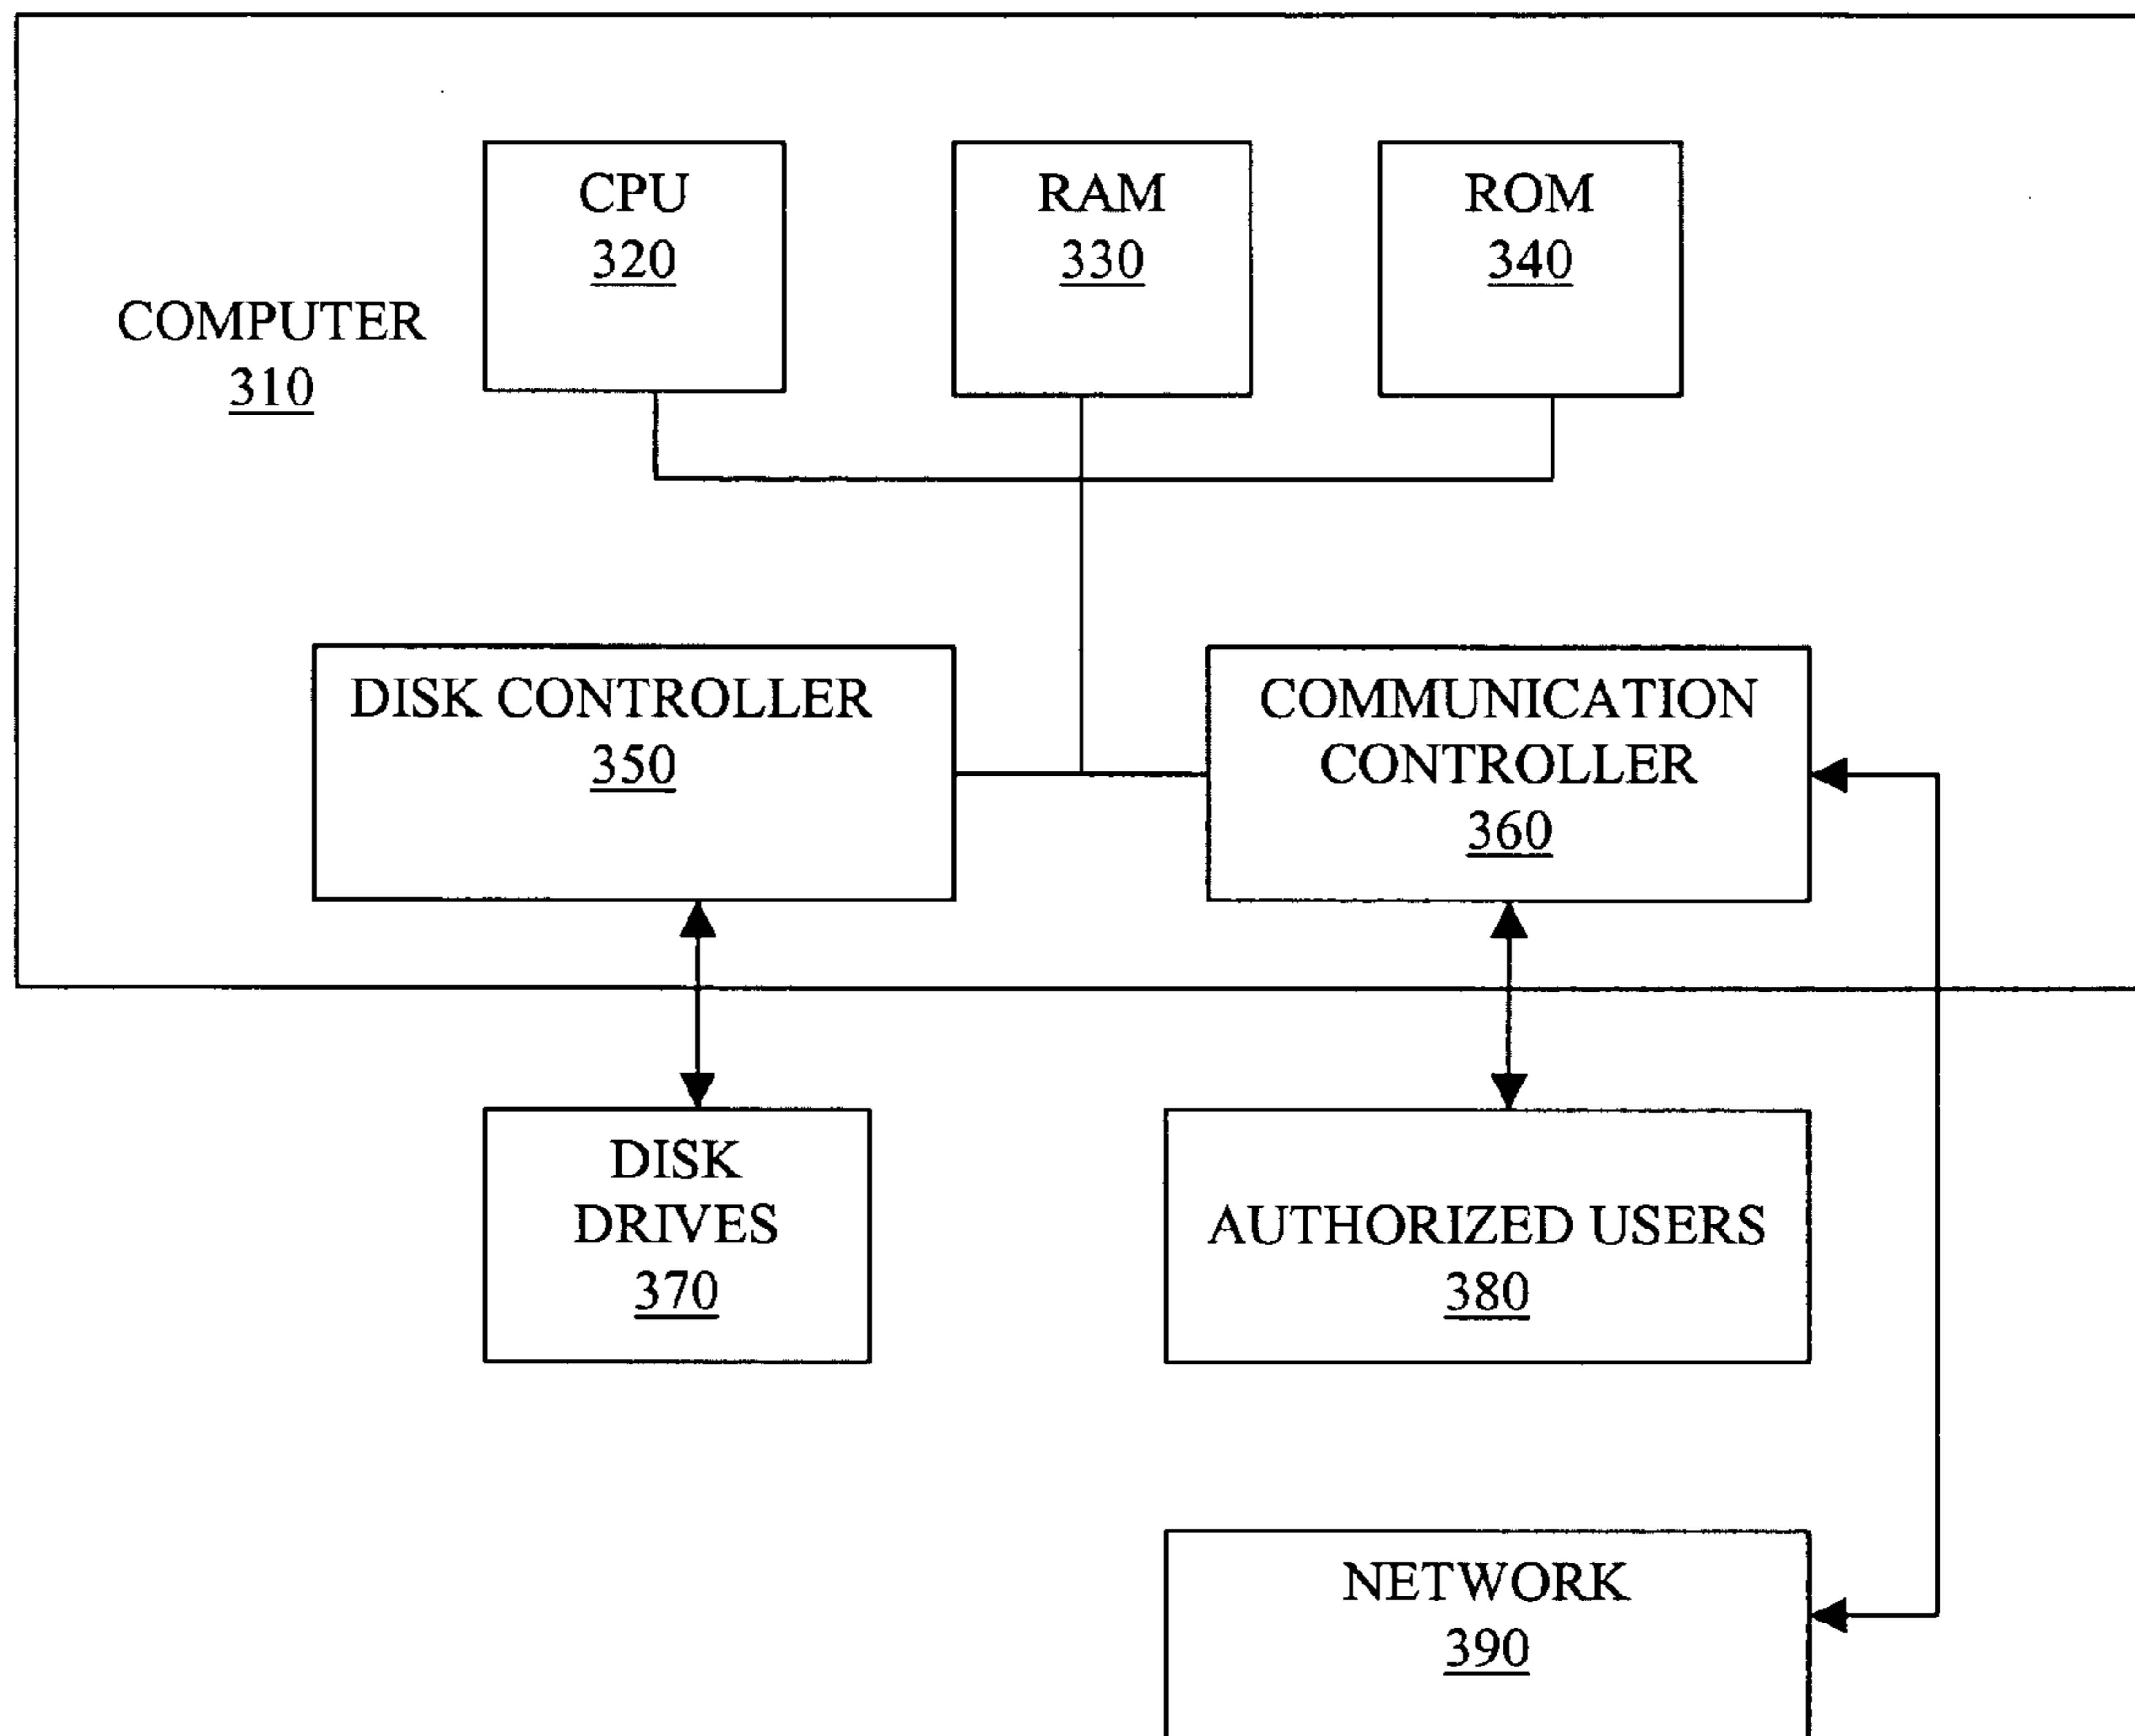 CPU
320
RAM
330
ROM
340
COMPUTER
310
DISK CONTROLLER
350
COMMUNICATION
CONTROLLER
360
DISK
DRIVES
370
AUTHORIZED USERS
380
NETWORK
390